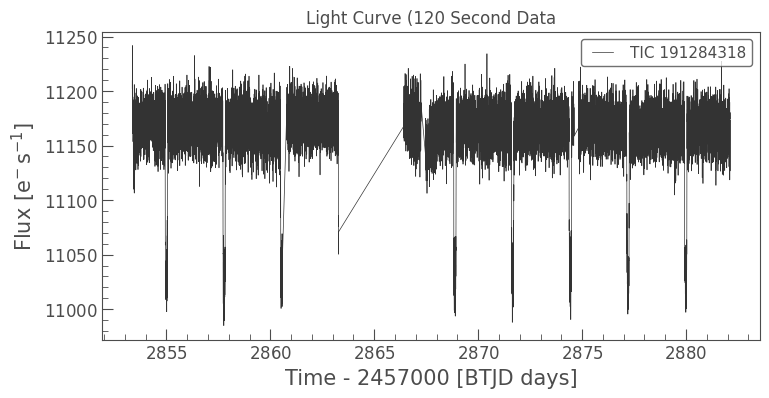 Light Curve (120 Second Data
TIC 191284318
Flux [e⁻ s⁻¹]
11250
11200
11150
11100
11050
11000
2855 2860 2865 2870 2875 2880
Time - 2457000 [BTJD days]